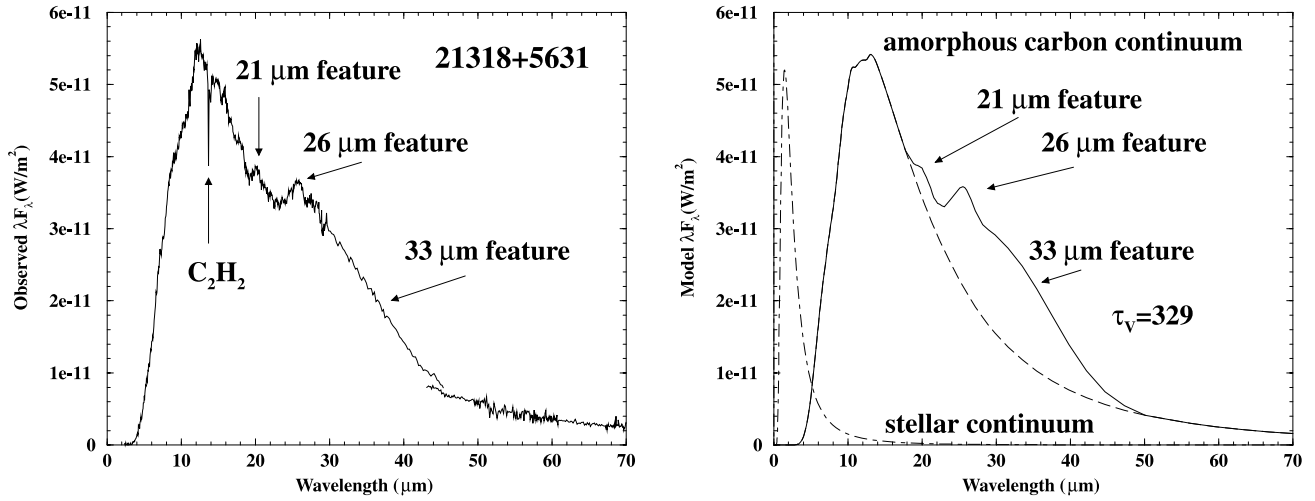 21318+5631
21 μm feature
26 μm feature
33 μm feature
C₂H₂
Observed λF_λ(W/m²)
6e-11
5e-11
4e-11
3e-11
2e-11
1e-11
0
0 10 20 30 40 50 60 70
Wavelength (μm)
amorphous carbon continuum
21 μm feature
26 μm feature
33 μm feature
τ_V=329
stellar continuum
Model λF_λ(W/m²)
6e-11
5e-11
4e-11
3e-11
2e-11
1e-11
0
0 10 20 30 40 50 60 70
Wavelength (μm)